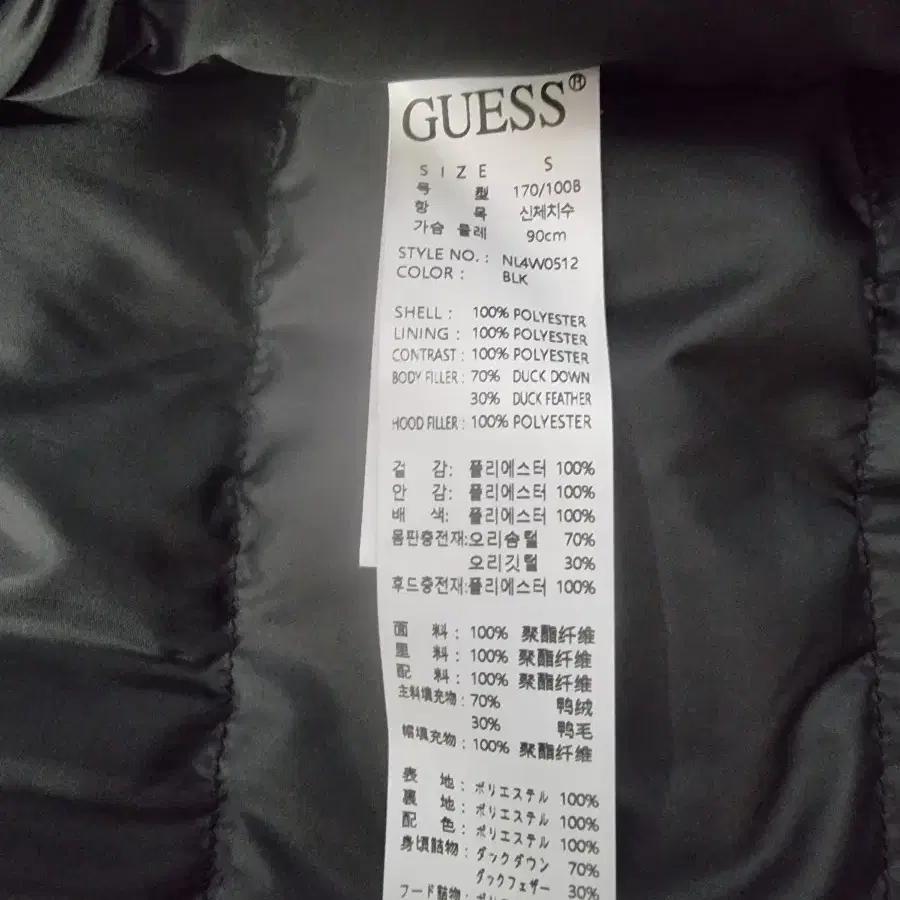 GUESS®
SIZE S
号 型 170/100B
항 목 신체치수
가슴 둘레 90cm
STYLE NO. : NL4W0512
COLOR : BLK
SHELL : 100% POLYESTER
LINING : 100% POLYESTER
CONTRAST : 100% POLYESTER
BODY FILLER : 70% DUCK DOWN
30% DUCK FEATHER
HOOD FILLER : 100% POLYESTER
겉 감: 폴리에스터 100%
안 감: 폴리에스터 100%
배 색: 폴리에스터 100%
몸판충전재:오리솜털 70%
오리깃털 30%
후드충전재:폴리에스터 100%
面 料 : 100% 聚酯纤维
里 料 : 100% 聚酯纤维
配 料 : 100% 聚酯纤维
主料填充物 : 70% 鸭绒
30% 鸭毛
帽填充物 : 100% 聚酯纤维
表 地 : ポリエステル 100%
裏 地 : ポリエステル 100%
配 色 : ポリエステル 100%
身頃詰物 : ダックダウン 70%
ダックフェザー 30%
フード詰物 :